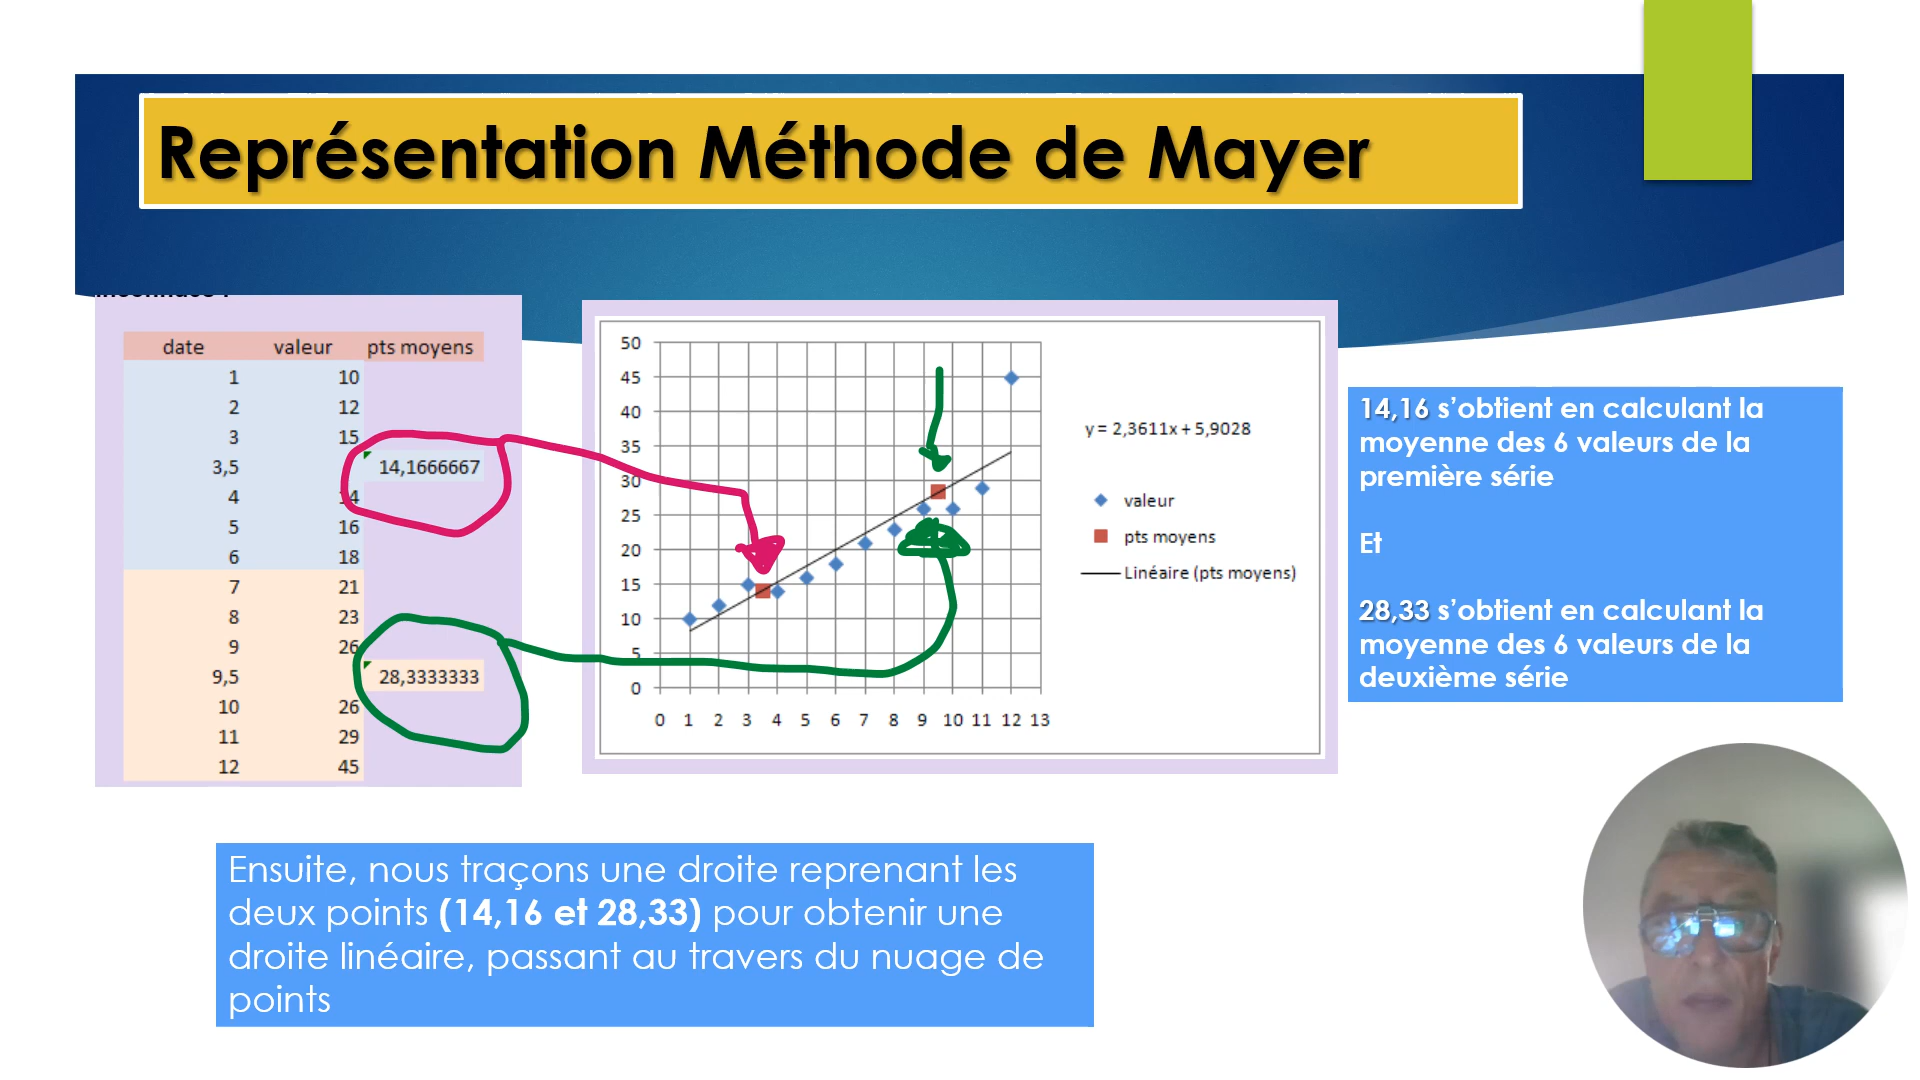 Représentation Méthode de Mayer
date valeur pts moyens
1 10
2 12
3 15
3,5 14,1666667
4 14
5 16
6 18
7 21
8 23
9 26
9,5 28,3333333
10 26
11 29
12 45
50
45
40
35
30
25
20
15
10
5
0
0 1 2 3 4 5 6 7 8 9 10 11 12 13
y = 2,3611x + 5,9028
valeur
pts moyens
Linéaire (pts moyens)
14,16 s’obtient en calculant la
moyenne des 6 valeurs de la
première série
Et
28,33 s’obtient en calculant la
moyenne des 6 valeurs de la
deuxième série
Ensuite, nous traçons une droite reprenant les
deux points (14,16 et 28,33) pour obtenir une
droite linéaire, passant au travers du nuage de
points